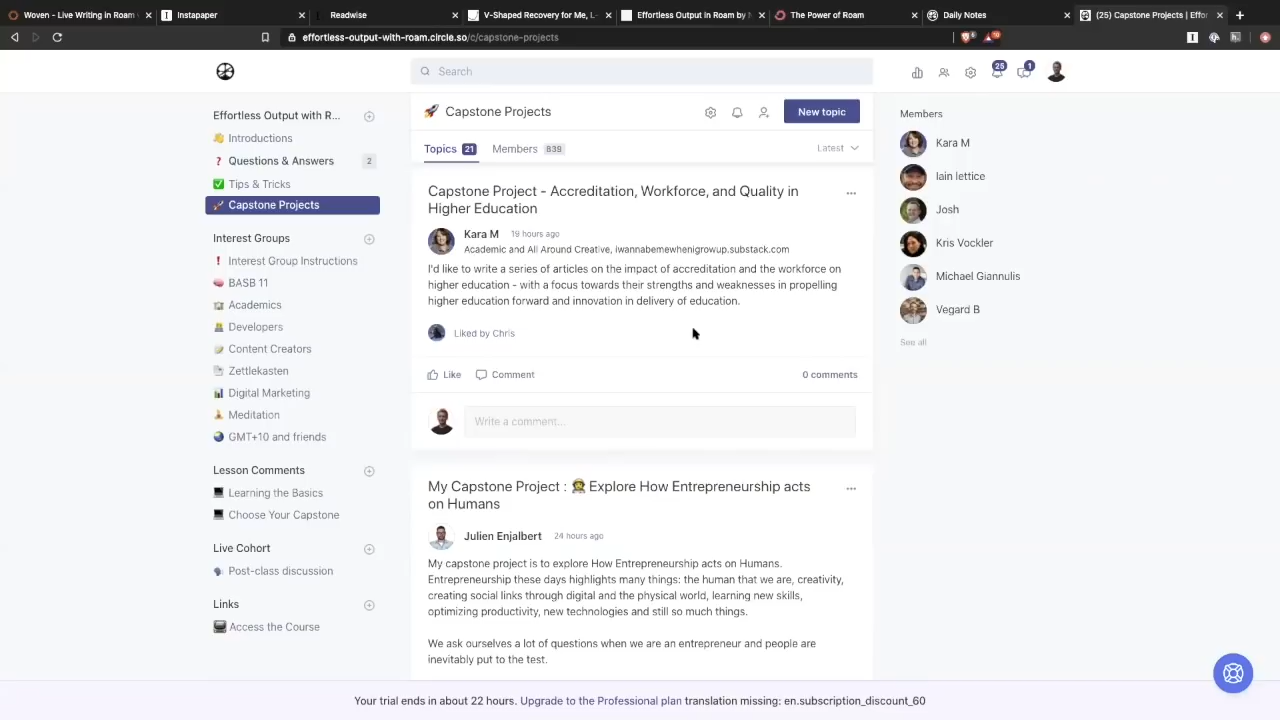 Woven - Live Writing in Roam
Instapaper
Readwise
V-Shaped Recovery for Me, L-
Effortless Output in Roam by
The Power of Roam
Daily Notes
(25) Capstone Projects | Effor
effortless-output-with-roam.circle.so/c/capstone-projects
Search
25
1
Effortless Output with R...
Introductions
Questions & Answers
2
Tips & Tricks
Capstone Projects
Interest Groups
Interest Group Instructions
BASB 11
Academics
Developers
Content Creators
Zettlekasten
Digital Marketing
Meditation
GMT+10 and friends
Lesson Comments
Learning the Basics
Choose Your Capstone
Live Cohort
Post-class discussion
Links
Access the Course
Capstone Projects
New topic
Topics 21
Members 839
Latest
Capstone Project - Accreditation, Workforce, and Quality in
Higher Education
Kara M 19 hours ago
Academic and All Around Creative, iwannabemewhenigrowup.substack.com
I'd like to write a series of articles on the impact of accreditation and the workforce on
higher education - with a focus towards their strengths and weaknesses in propelling
higher education forward and innovation in delivery of education.
Liked by Chris
Like
Comment
0 comments
Write a comment...
My Capstone Project : Explore How Entrepreneurship acts
on Humans
Julien Enjalbert 24 hours ago
My capstone project is to explore How Entrepreneurship acts on Humans.
Entrepreneurship these days highlights many things: the human that we are, creativity,
creating social links through digital and the physical world, learning new skills,
optimizing productivity, new technologies and still so much things.
We ask ourselves a lot of questions when we are an entrepreneur and people are
inevitably put to the test.
Members
Kara M
Iain lettice
Josh
Kris Vockler
Michael Giannulis
Vegard B
See all
Your trial ends in about 22 hours. Upgrade to the Professional plan translation missing: en.subscription_discount_60